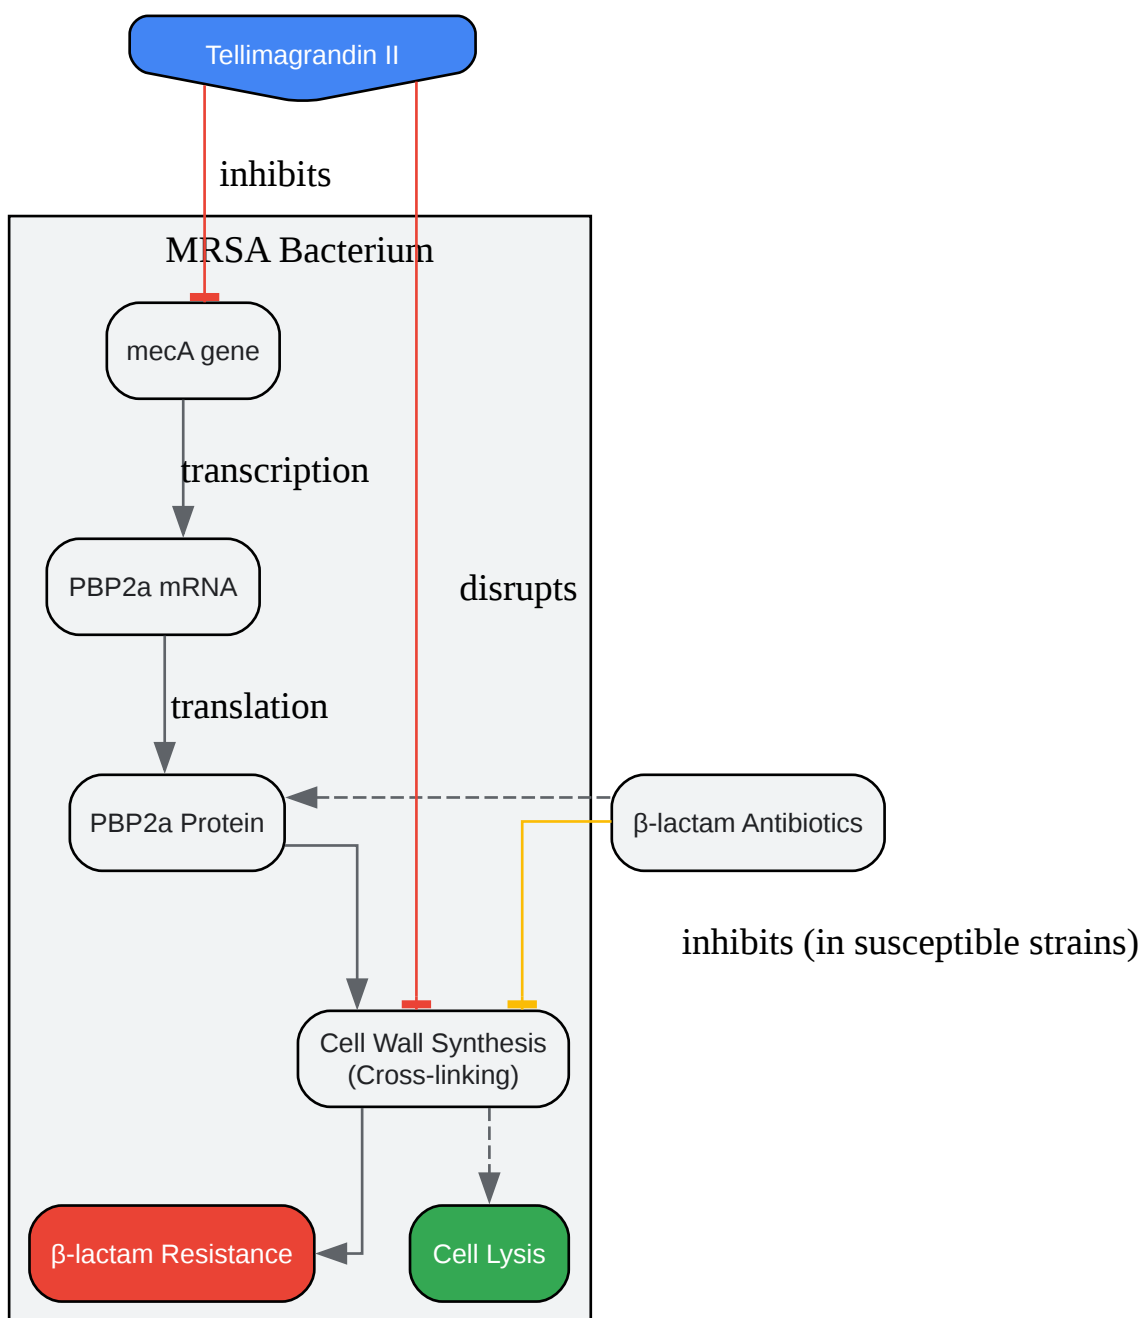 Tellimagrandin II
inhibits
MRSA Bacterium
mecA gene
transcription
PBP2a mRNA
disrupts
translation
PBP2a Protein
β-lactam Antibiotics
inhibits (in susceptible strains)
Cell Wall Synthesis
(Cross-linking)
β-lactam Resistance
Cell Lysis